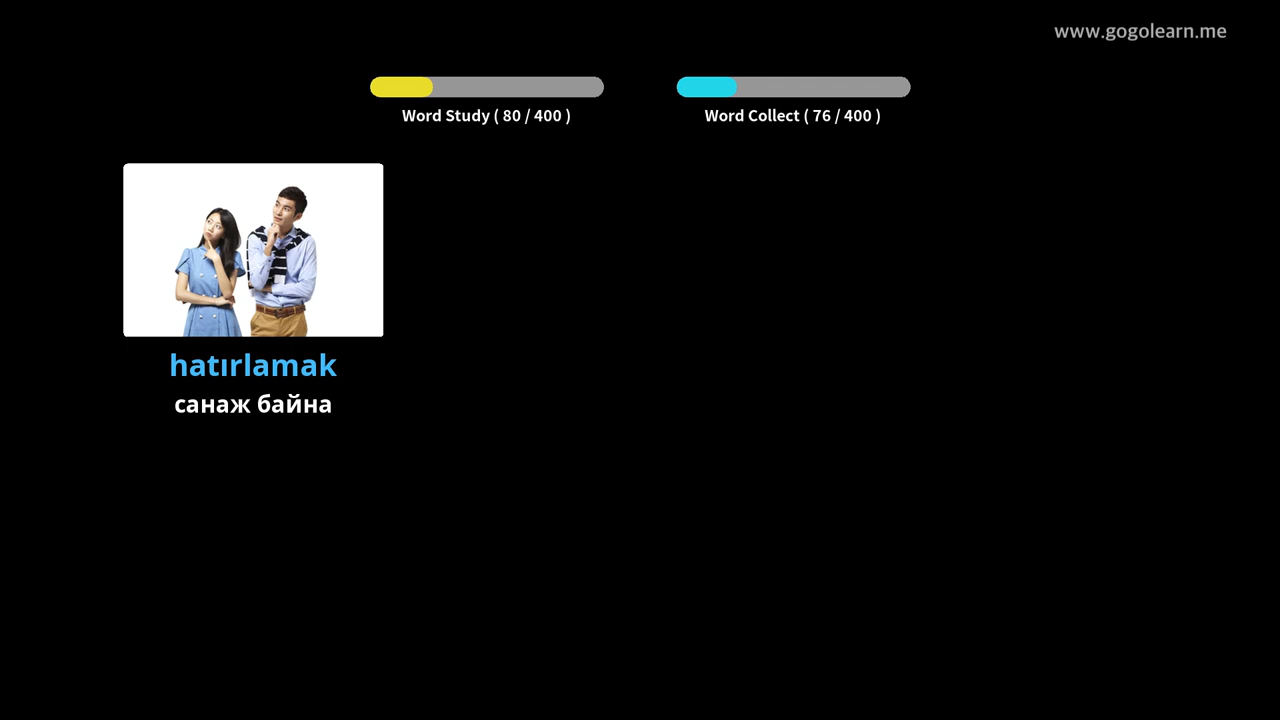 www.gogolearn.me
Word Study ( 80 / 400 )
Word Collect ( 76 / 400 )
hatırlamak
санаж байна